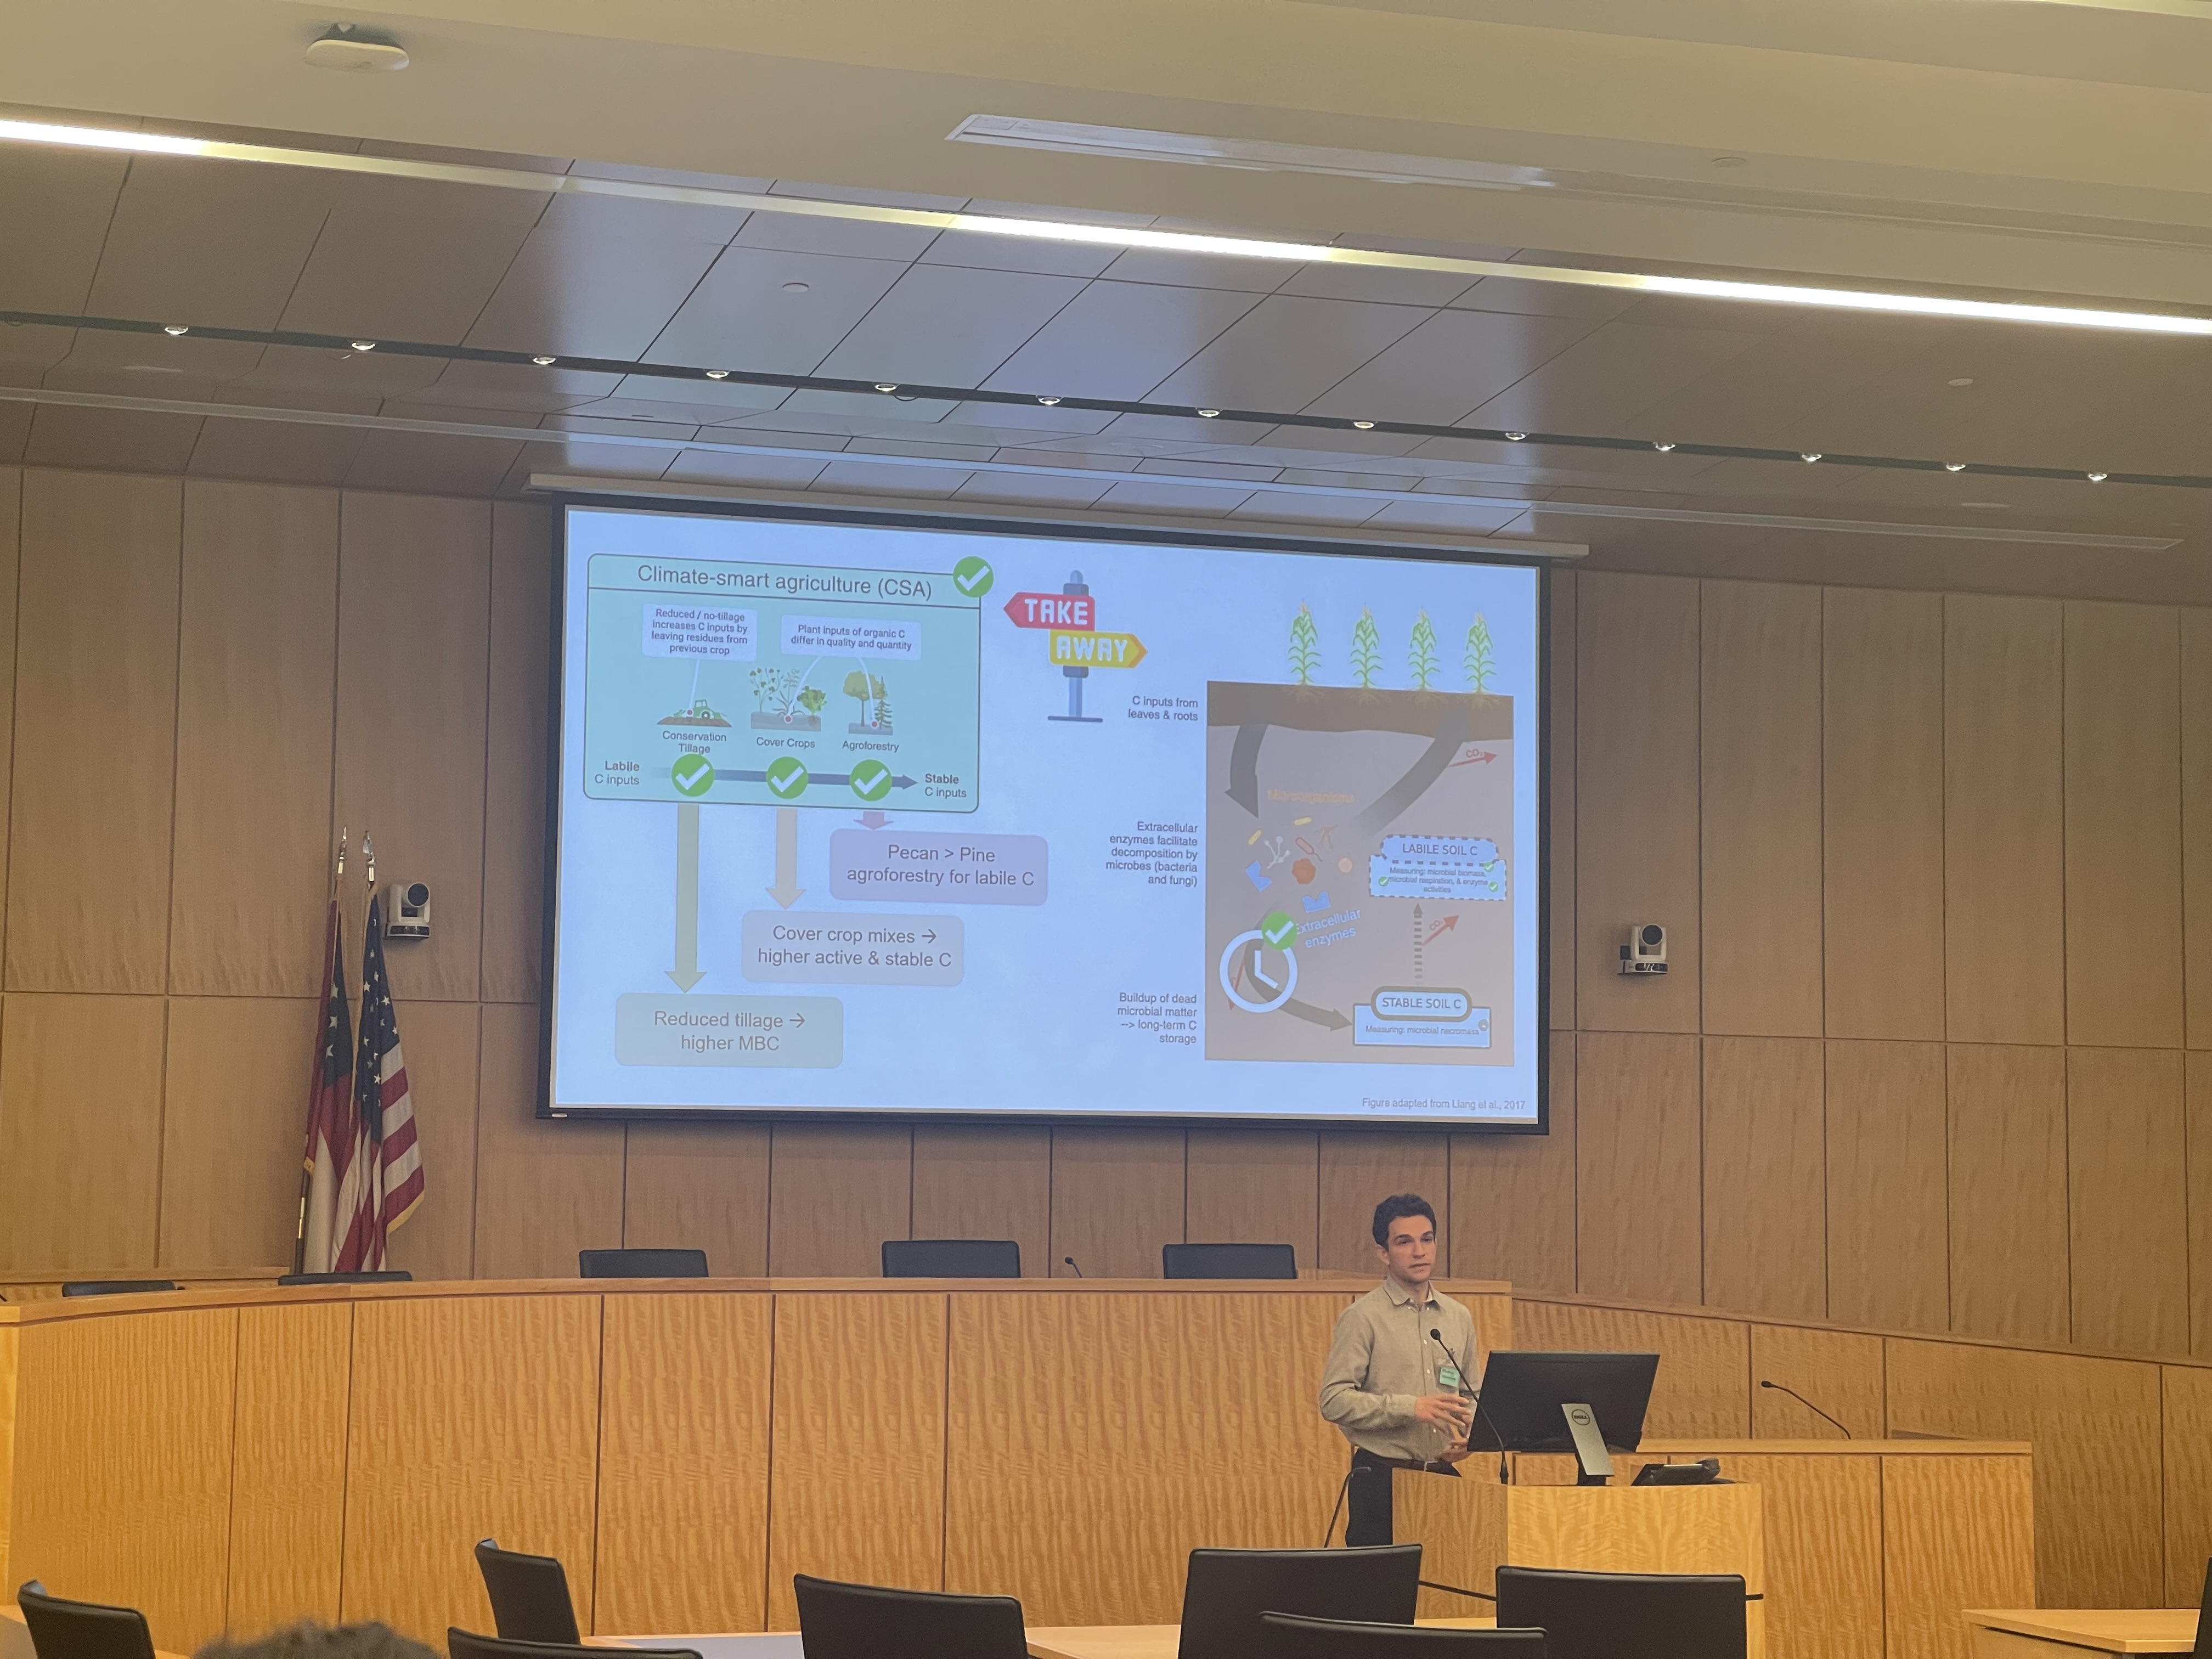 Climate-smart agriculture (CSA)
Reduced / no-tillage
increases C inputs by
leaving residues from
previous crop
Plant inputs of organic C
differ in quality and quantity
Conservation
Tillage
Cover Crops
Agroforestry
Labile
C inputs
Stable
C inputs
Pecan > Pine
agroforestry for labile C
Cover crop mixes →
higher active & stable C
Reduced tillage →
higher MBC
TAKE
AWAY
C inputs from
leaves & roots
CO₂
Microorganisms
Extracellular
enzymes facilitate
decomposition by
microbes (bacteria
and fungi)
LABILE SOIL C
Measuring: microbial biomass,
microbial respiration, & enzyme
activities
Extracellular
enzymes
CO₂
Buildup of dead
microbial matter
--> long-term C
storage
STABLE SOIL C
Measuring: microbial necromass
Figure adapted from Liang et al., 2017
DELL